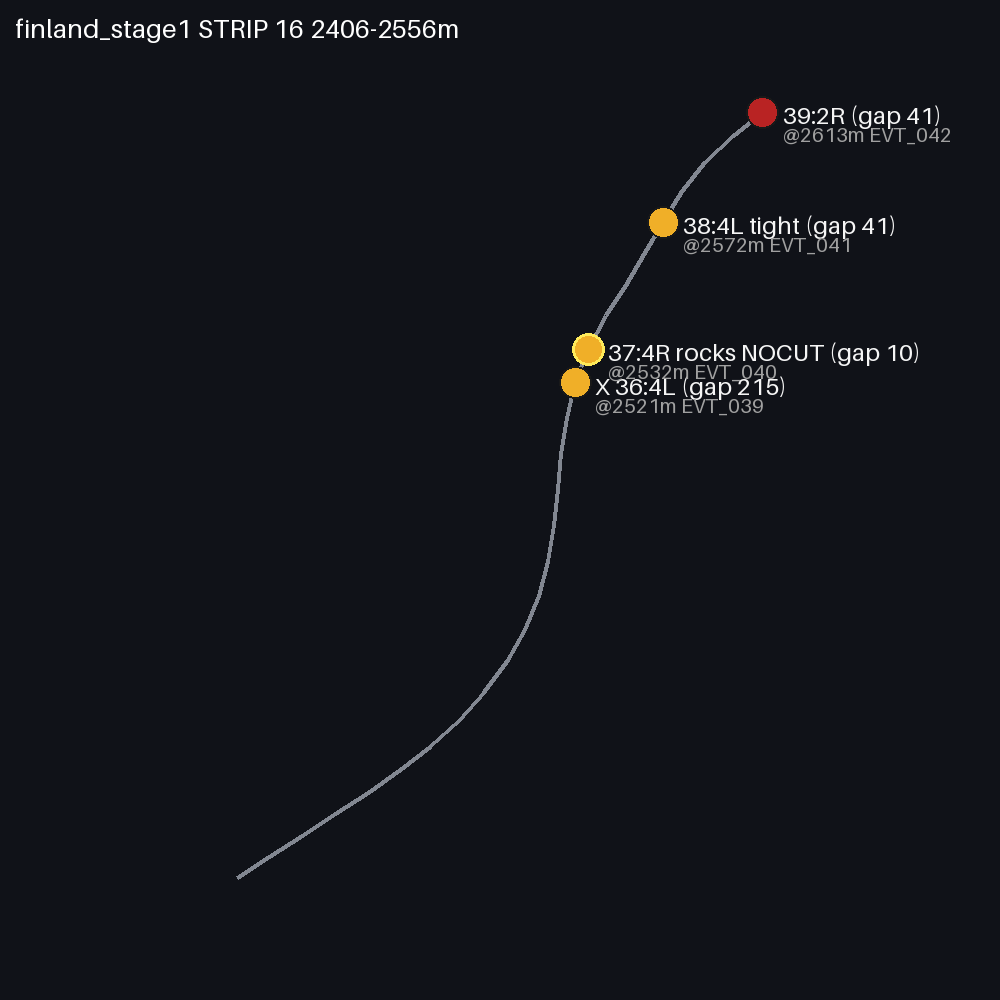 finland_stage1 STRIP 16 2406-2556m
39:2R (gap 41)
@2613m EVT_042
38:4L tight (gap 41)
@2572m EVT_041
37:4R rocks NOCUT (gap 10)
@2532m EVT_040
X 36:4L (gap 215)
@2521m EVT_039